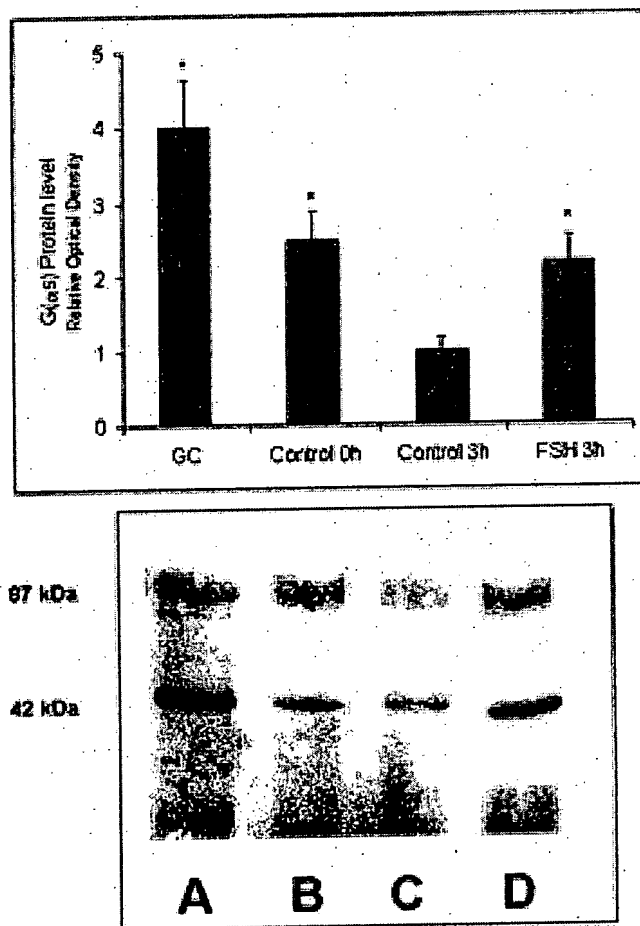 5
4
3
2
1
0
G(αs) Protein level
Relative Optical Density
*
*
*
GC
Control 0h
Control 3h
FSH 3h
87 kDa
42 kDa
A B C D